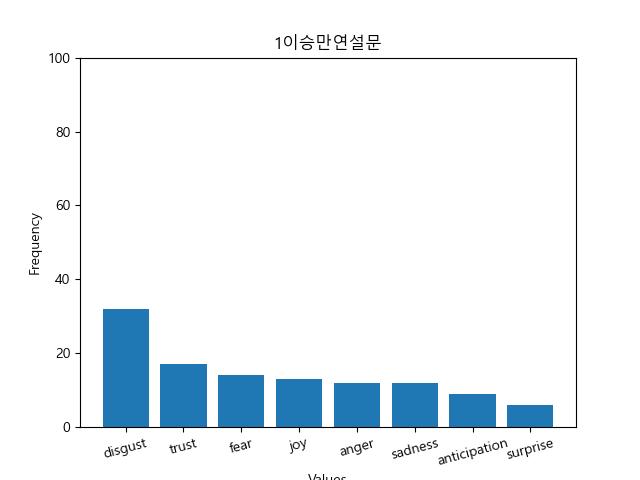 1이승만연설문
100
80
60
40
20
0
Frequency
disgust trust fear joy anger sadness anticipation surprise
Values